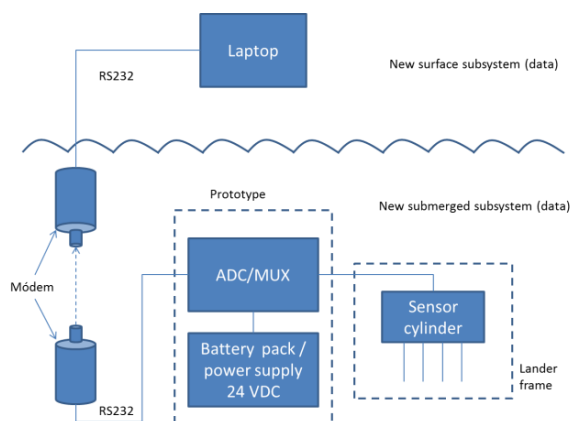 Laptop
New surface subsystem (data)
RS232
Prototype
New submerged subsystem (data)
ADC/MUX
Módem
Sensor
cylinder
Battery pack /
power supply
24 VDC
Lander
frame
RS232